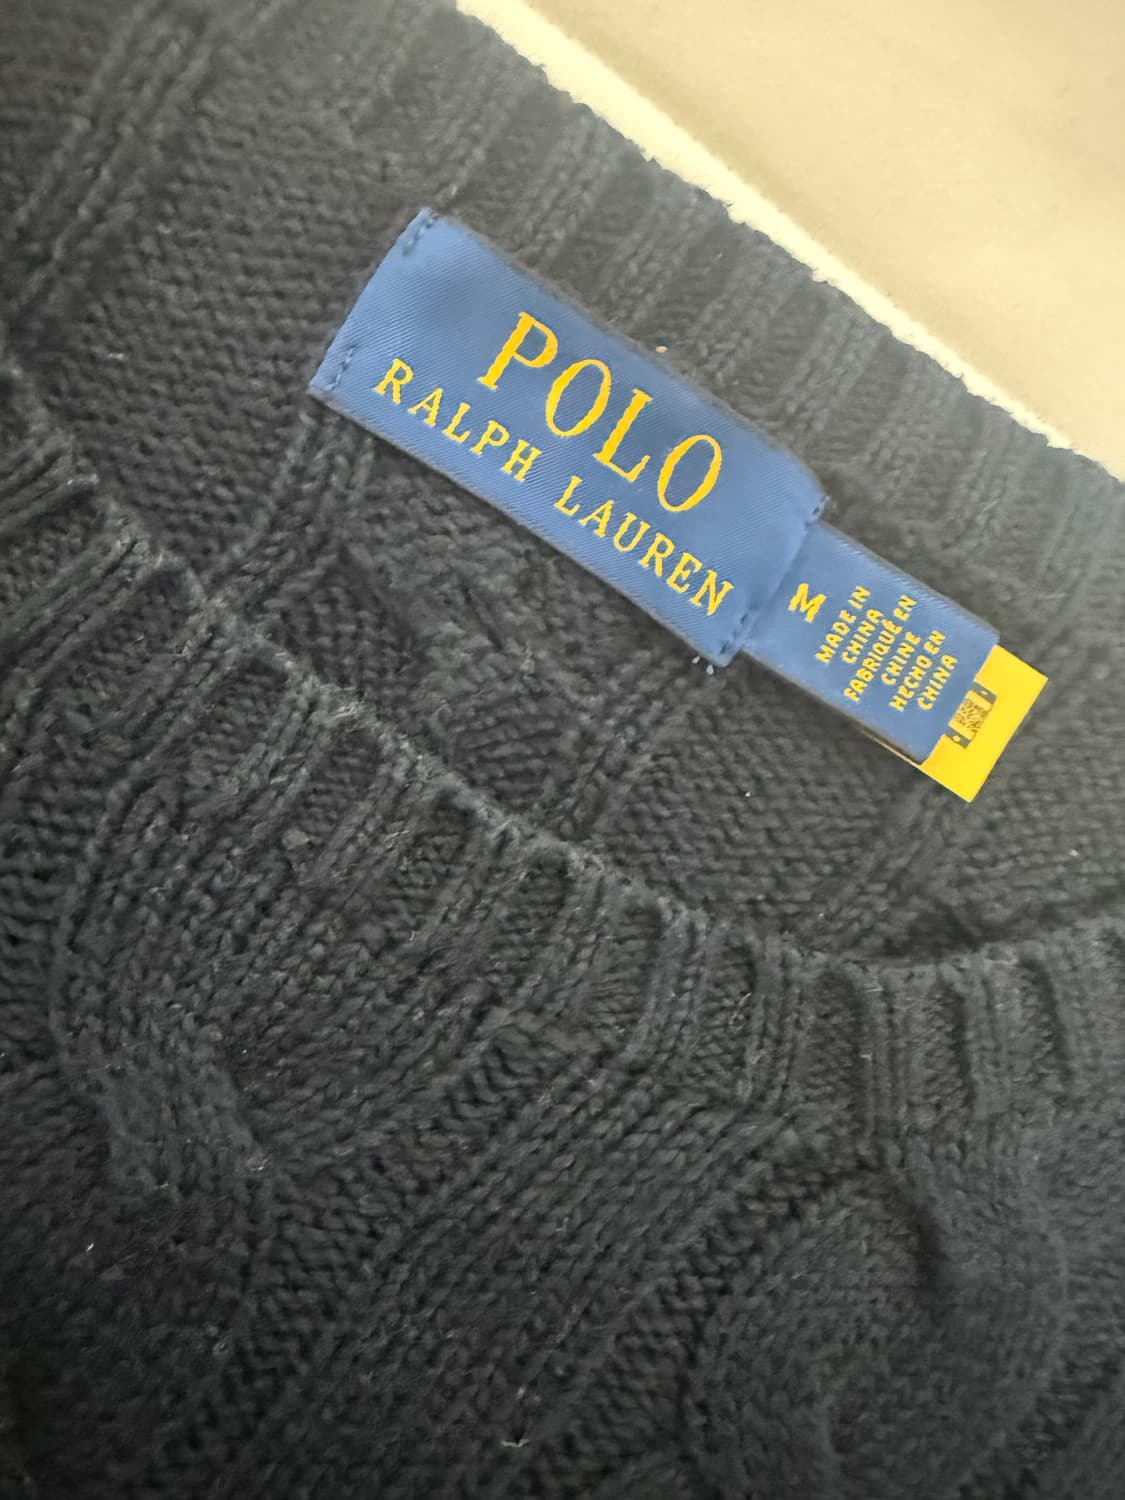 POLO
RALPH LAUREN
M
MADE IN
CHINA
FABRIQUÉ EN
CHINE
HECHO EN
CHINA